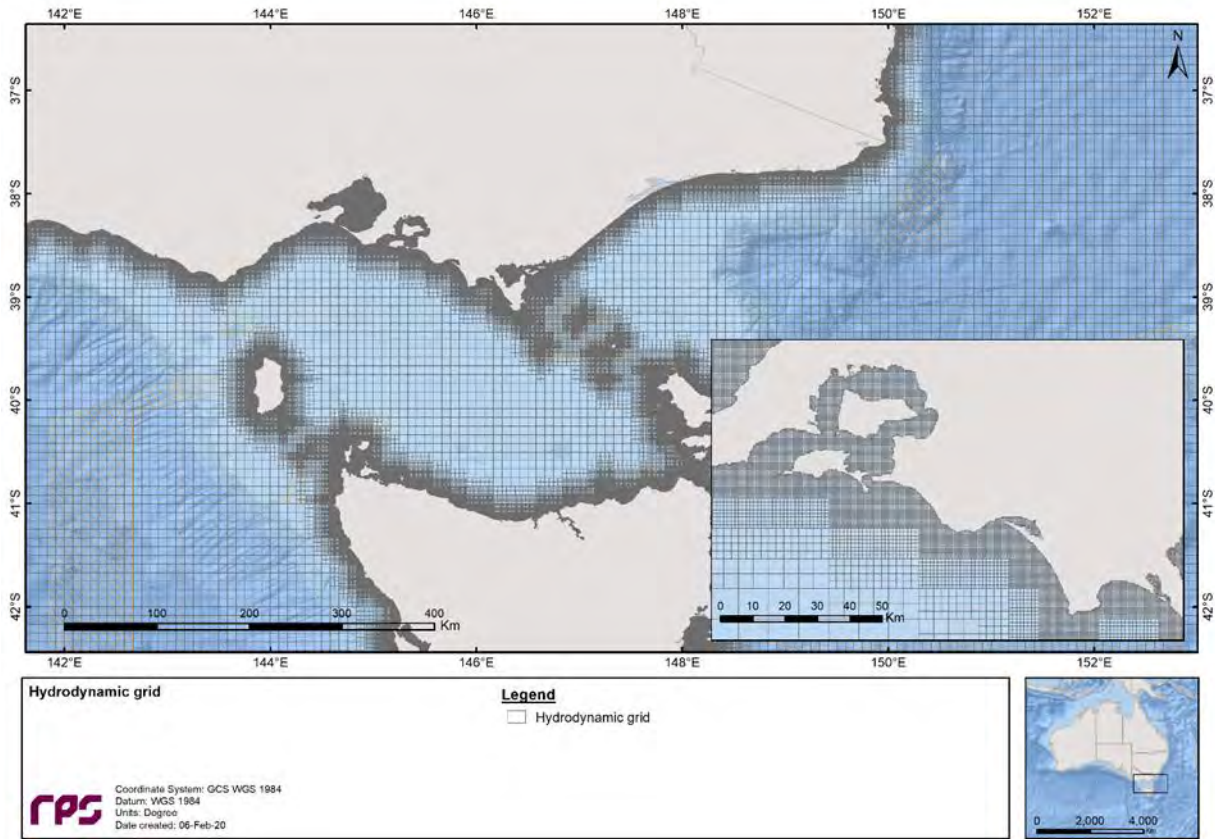 142°E 144°E 146°E 148°E 150°E 152°E
N
37°S 37°S
38°S 38°S
39°S 39°S
40°S 40°S
41°S 41°S
42°S 42°S
0 100 200 300 400
Km
0 10 20 30 40 50
Km
142°E 144°E 146°E 148°E 150°E 152°E
Hydrodynamic grid
Legend
Hydrodynamic grid
rps
Coordinate System: GCS WGS 1984
Datum: WGS 1984
Units: Degree
Date created: 06-Feb-20
0 2,000 4,000
Km